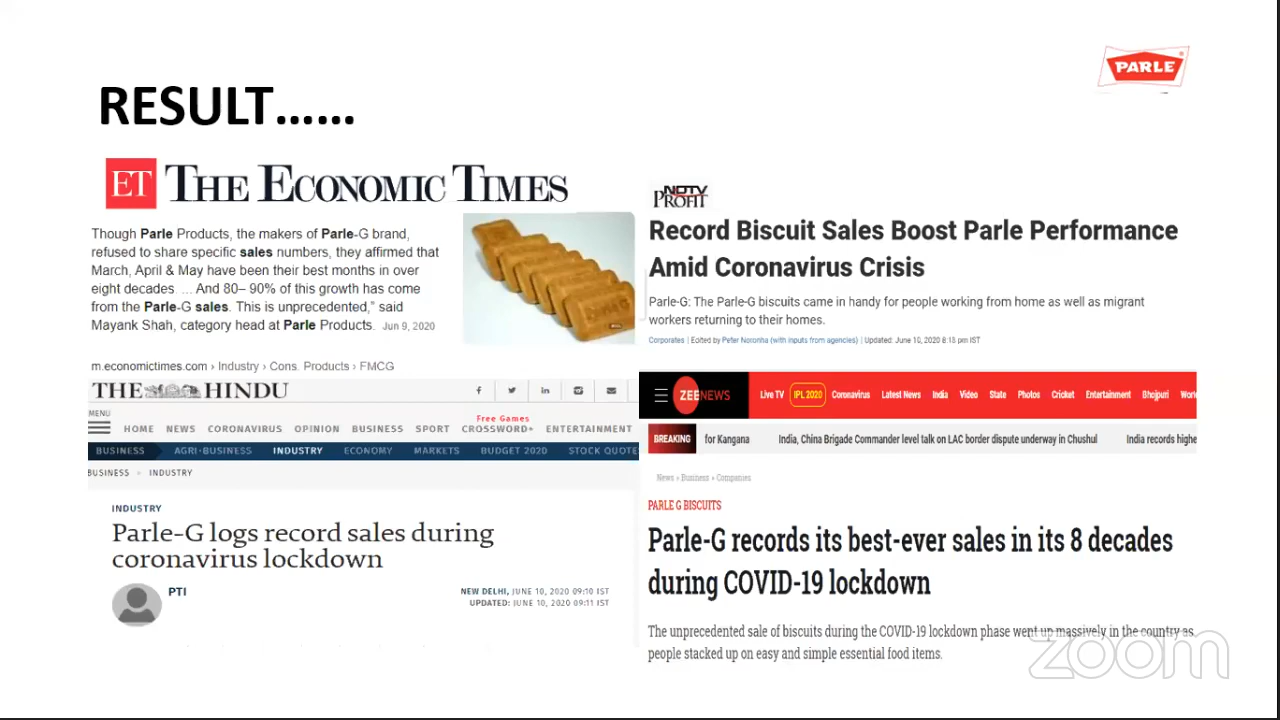 PARLE
RESULT......
ET THE ECONOMIC TIMES
Though Parle Products, the makers of Parle-G brand,
refused to share specific sales numbers, they affirmed that
March, April & May have been their best months in over
eight decades. ... And 80– 90% of this growth has come
from the Parle-G sales. This is unprecedented,” said
Mayank Shah, category head at Parle Products. Jun 9, 2020
m.economictimes.com › Industry › Cons. Products › FMCG
NDTV
PROFIT
Record Biscuit Sales Boost Parle Performance
Amid Coronavirus Crisis
Parle-G: The Parle-G biscuits came in handy for people working from home as well as migrant
workers returning to their homes.
Corporates | Edited by Peter Noronha (with inputs from agencies) | Updated: June 10, 2020 8:13 pm IST
THE HINDU
MENU
Free Games
HOME NEWS CORONAVIRUS OPINION BUSINESS SPORT CROSSWORD+ ENTERTAINMENT
BUSINESS AGRI-BUSINESS INDUSTRY ECONOMY MARKETS BUDGET 2020 STOCK QUOTE
BUSINESS INDUSTRY
INDUSTRY
Parle-G logs record sales during
coronavirus lockdown
PTI
NEW DELHI, JUNE 10, 2020 09:10 IST
UPDATED: JUNE 10, 2020 09:11 IST
ZEENEWS Live TV IPL 2020 Coronavirus Latest News India Video State Photos Cricket Entertainment Bhojpuri Worl
BREAKING for Kangana India, China Brigade Commander level talk on LAC border dispute underway in Chushul India records highe
News » Business » Companies
PARLE G BISCUITS
Parle-G records its best-ever sales in its 8 decades
during COVID-19 lockdown
The unprecedented sale of biscuits during the COVID-19 lockdown phase went up massively in the country as
people stacked up on easy and simple essential food items.
zoom